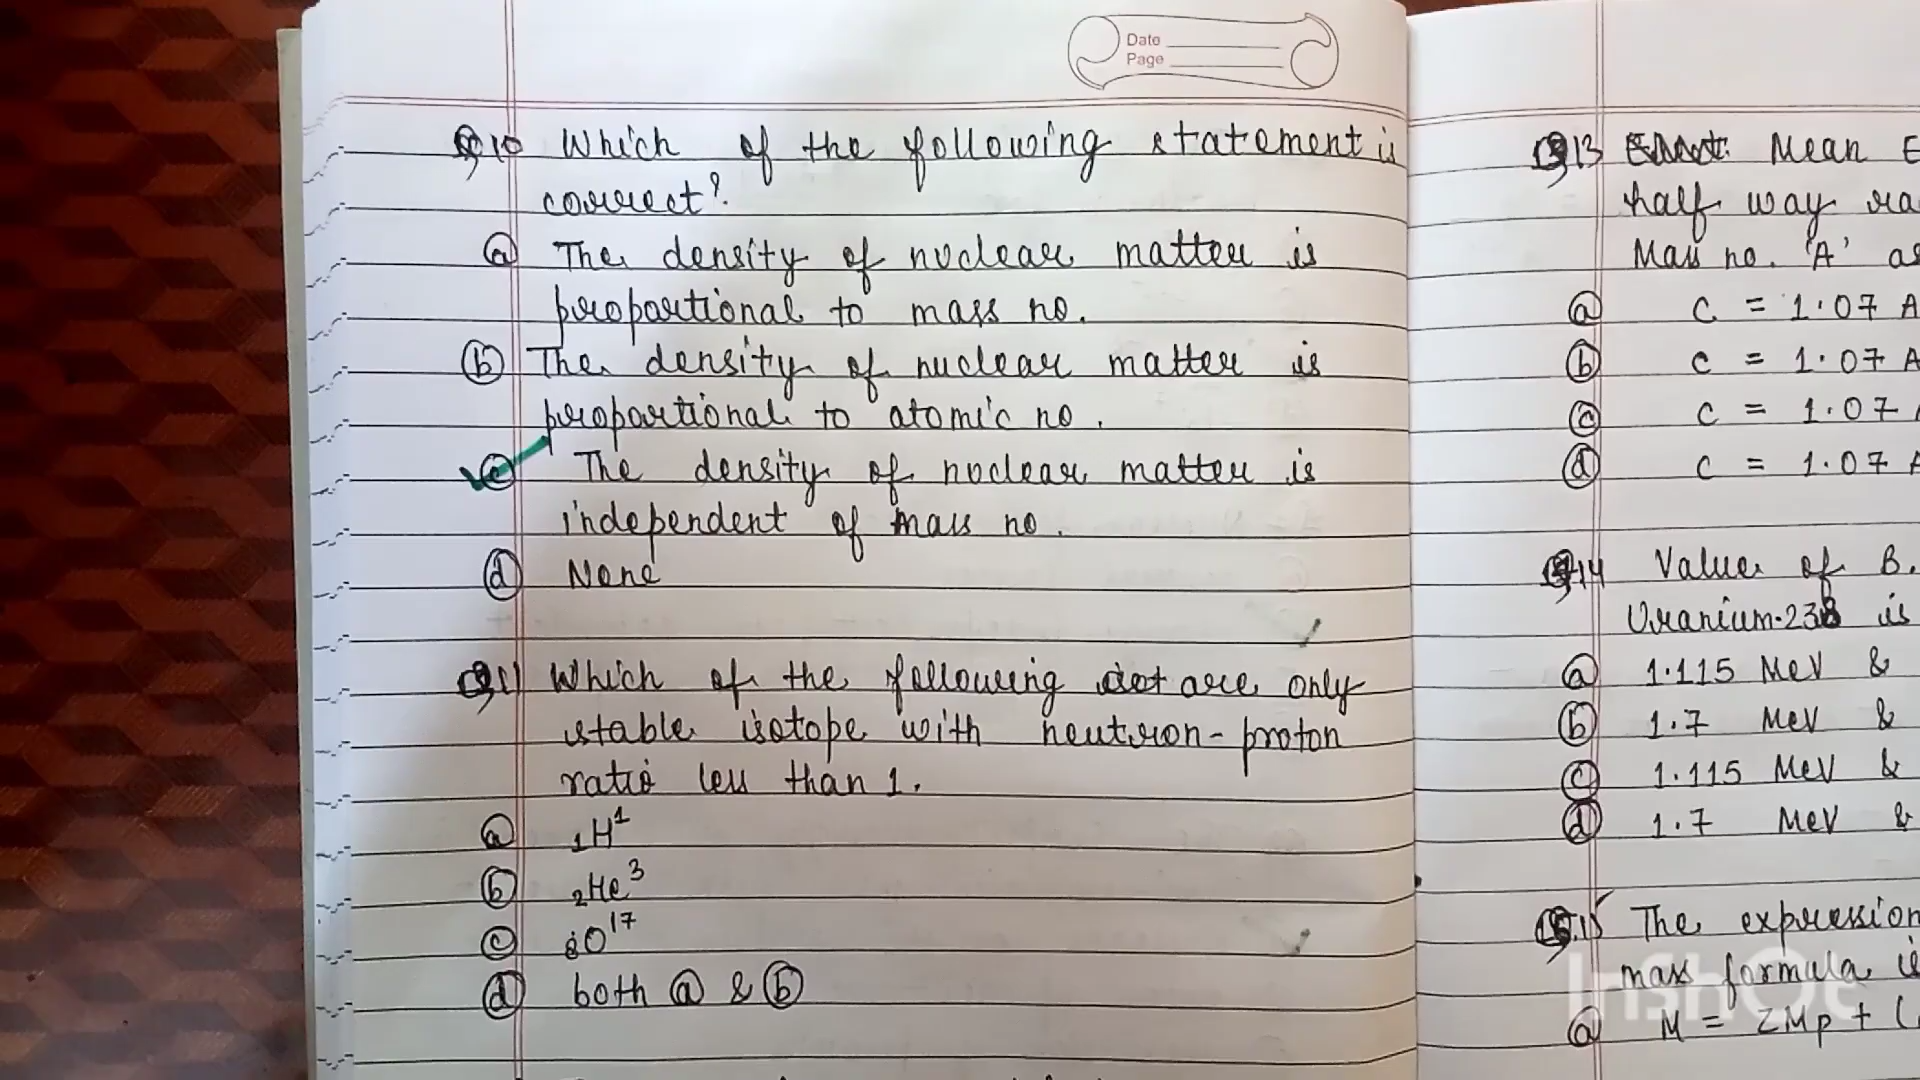 Date
Page
Q10 Which of the following statement is
correct?
(a) The density of nuclear matter is
proportional to mass no.
(b) The density of nuclear matter is
proportional to atomic no.
(c) The density of nuclear matter is
independent of mass no.
(d) None
Q11 Which of the following set are only
stable isotope with neutron-proton
ratio less than 1.
(a) ₁H¹
(b) ₂He³
(c) ₈O¹⁷
(d) both (a) & (b)
Q13 Mean
half way
Mass no. 'A' as
(a) C = 1.07 A
(b) C = 1.07 A
(c) C = 1.07
(d) C = 1.07 A
Q14 Value of B.
Uranium-238 is
(a) 1.115 MeV &
(b) 1.7 MeV &
(c) 1.115 MeV &
(d) 1.7 MeV &
Q.15 The expression
mass formula is
(a) M = ZMp + (
InShOt